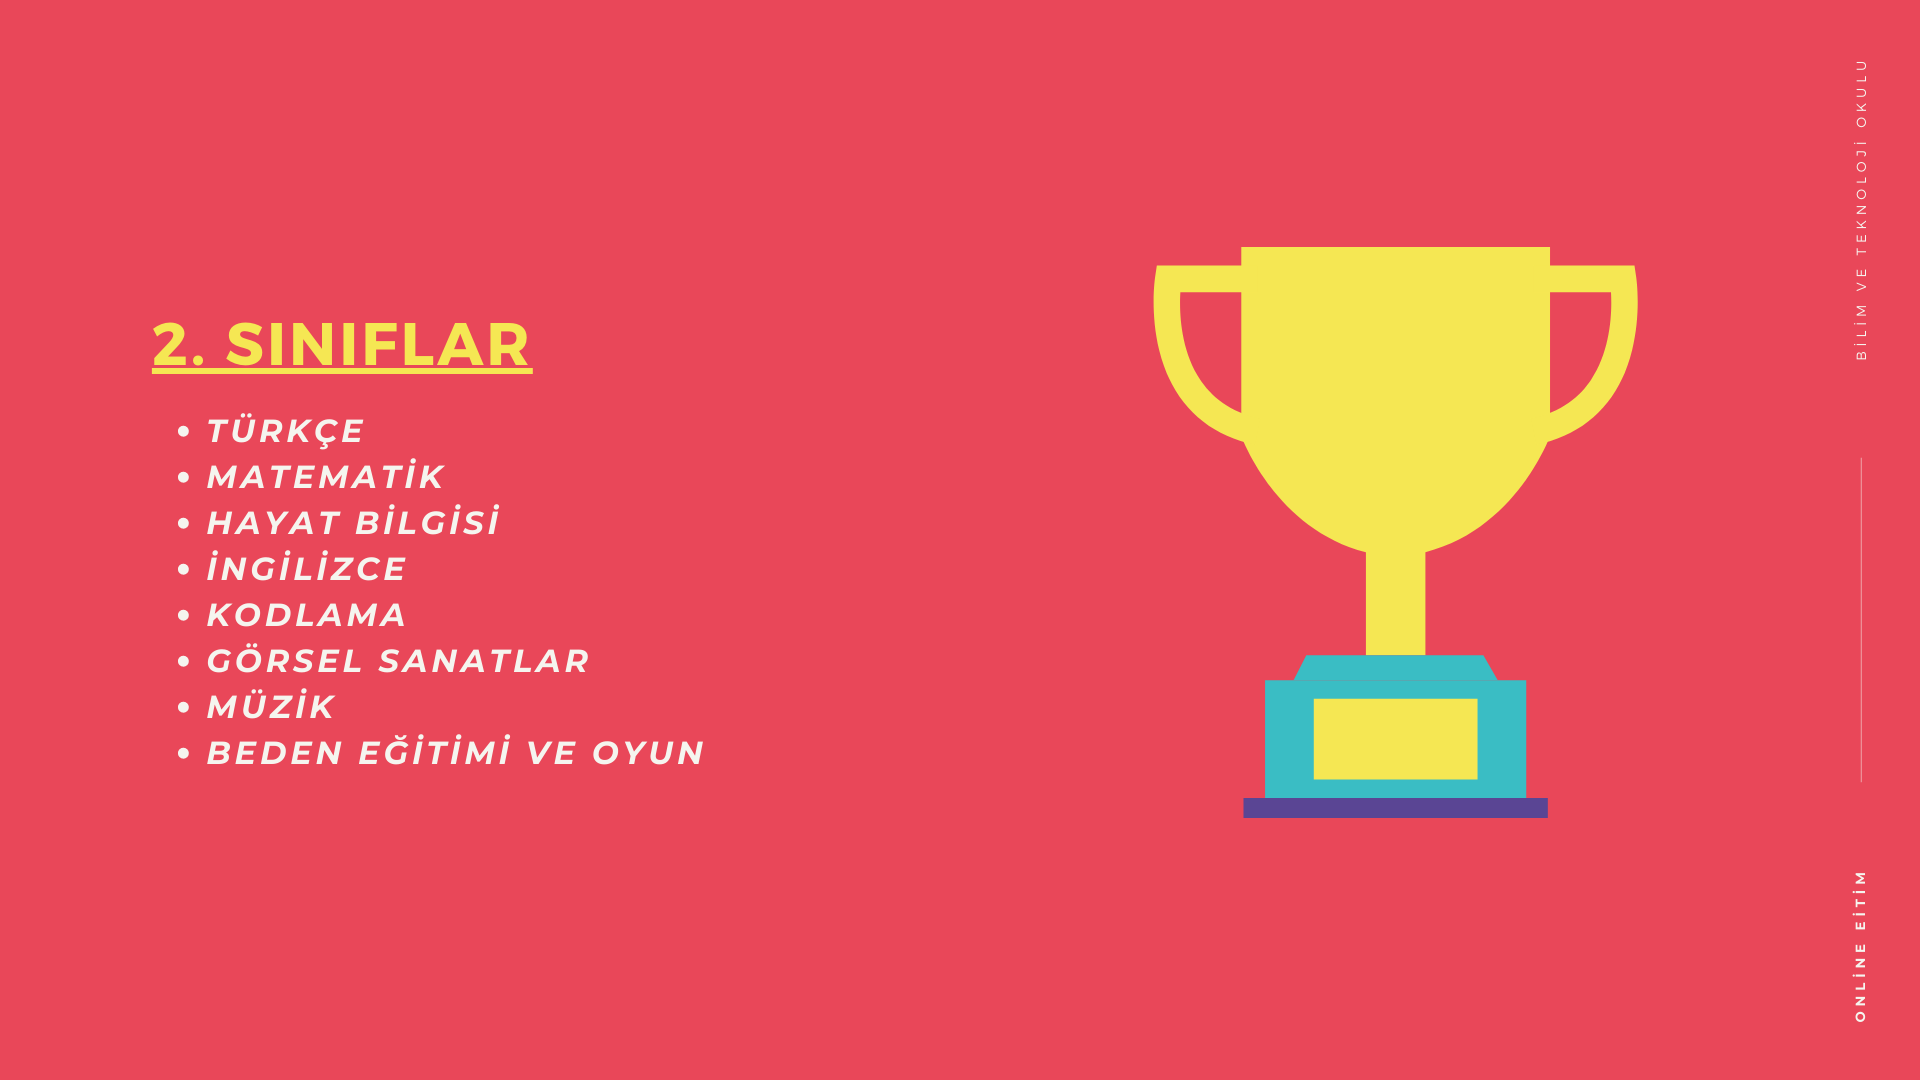 2. SINIFLAR
TÜRKÇE
MATEMATİK
HAYAT BİLGİSİ
İNGİLİZCE
KODLAMA
GÖRSEL SANATLAR
MÜZİK
BEDEN EĞİTİMİ VE OYUN
BİLİM VE TEKNOLOJİ OKULU
ONLİNE EİTİM